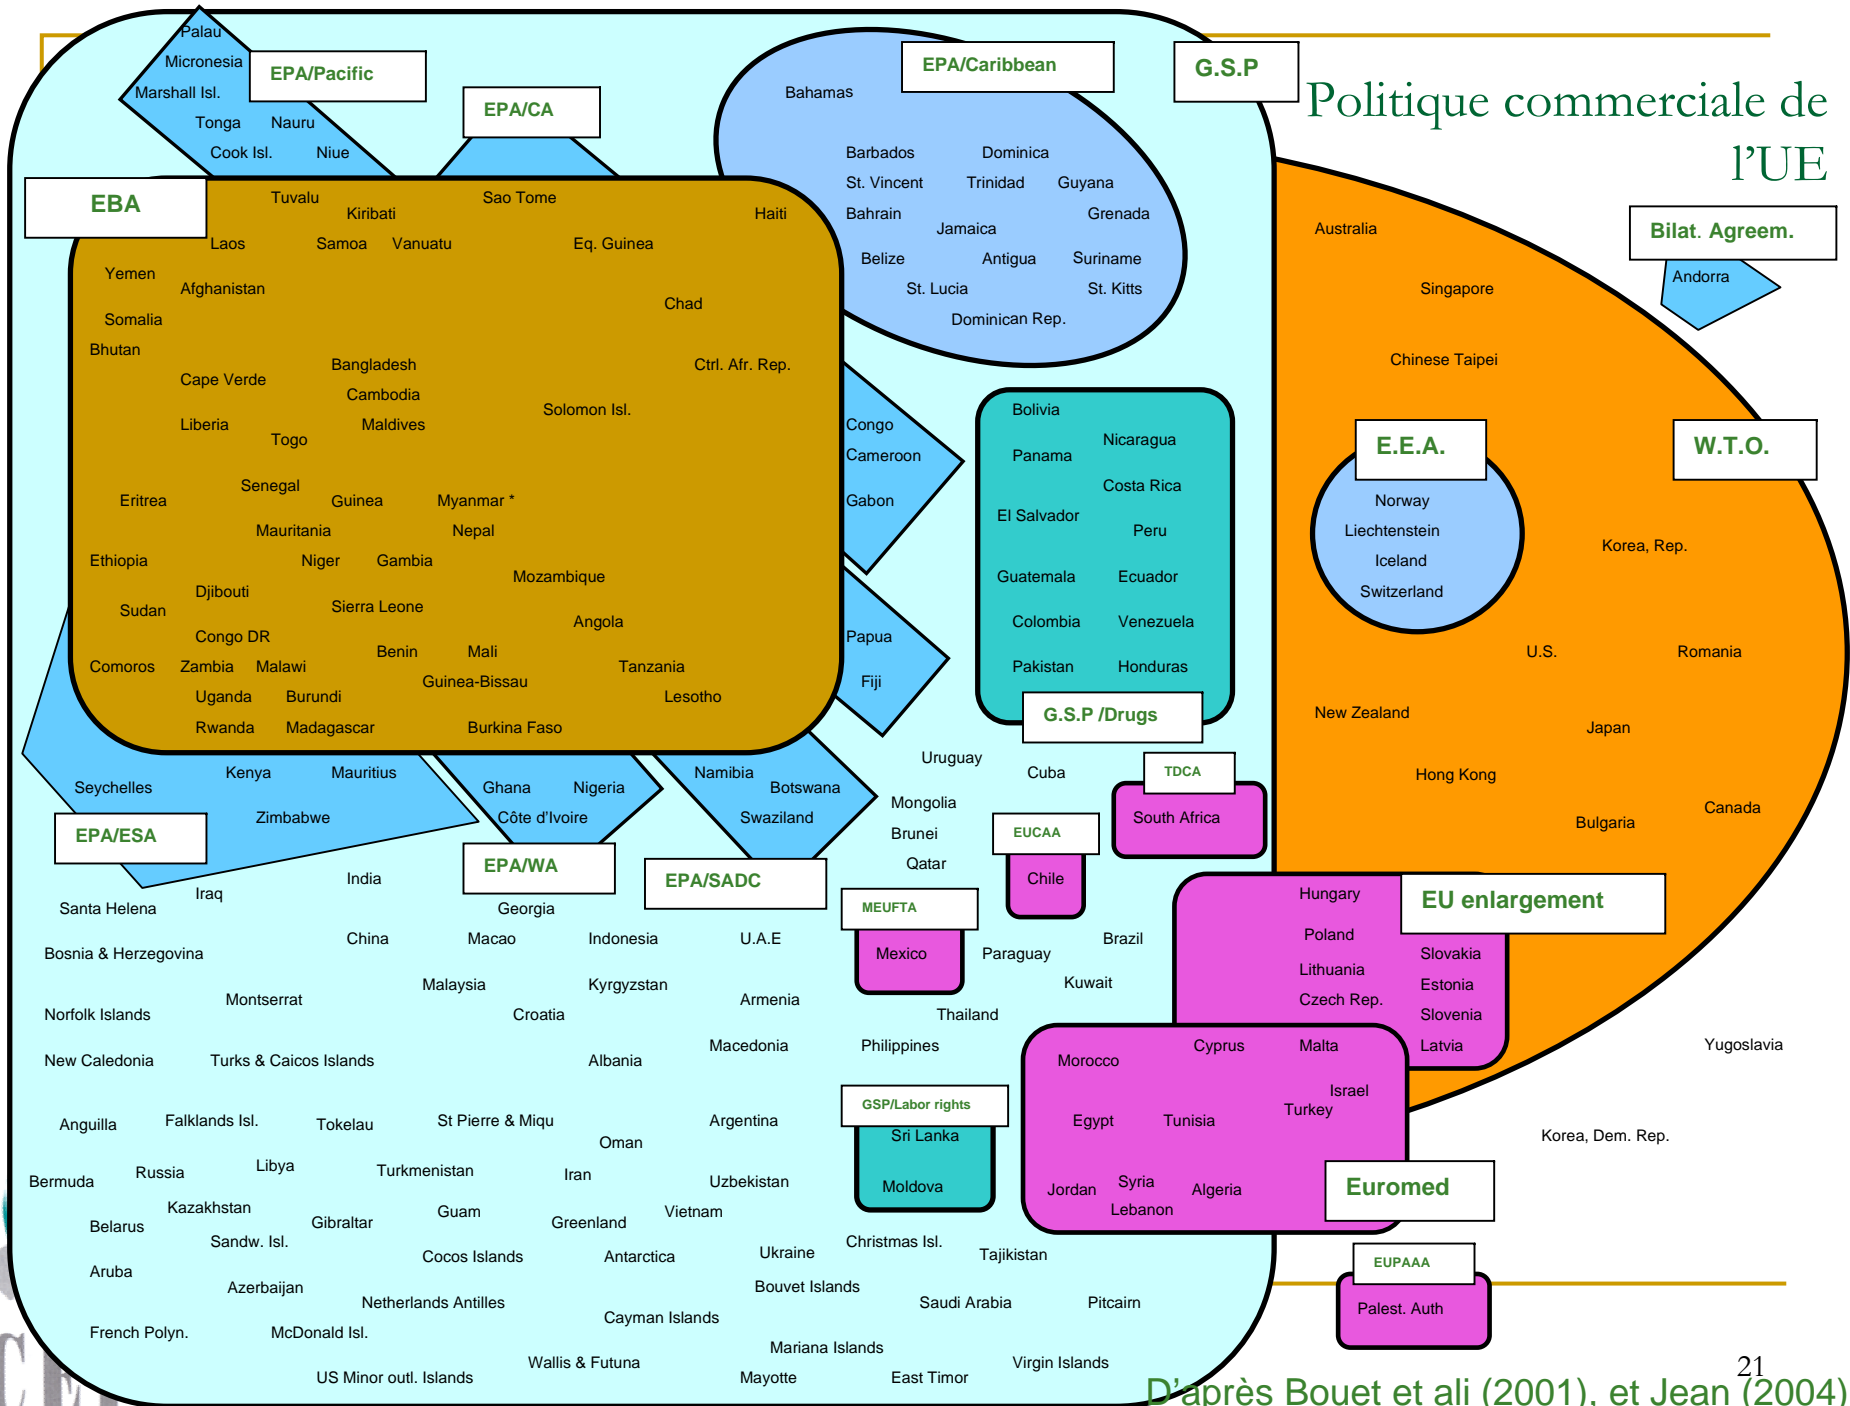 Politique commerciale de
l'UE
Palau
Micronesia
Marshall Isl.
Tonga Nauru
Cook Isl. Niue
EPA/Pacific
EPA/CA
EPA/Caribbean
G.S.P
Bahamas
Barbados Dominica
St. Vincent Trinidad Guyana
Bahrain Grenada
Jamaica
Belize Antigua Suriname
St. Lucia St. Kitts
Dominican Rep.
EBA
Tuvalu Sao Tome
Kiribati Haiti
Laos Samoa Vanuatu Eq. Guinea
Yemen
Afghanistan
Chad
Somalia
Bhutan
Bangladesh Ctrl. Afr. Rep.
Cape Verde
Cambodia
Solomon Isl.
Liberia Maldives
Togo
Senegal
Eritrea Guinea Myanmar *
Mauritania Nepal
Ethiopia Niger Gambia
Mozambique
Djibouti
Sudan Sierra Leone
Angola
Congo DR
Benin Mali
Comoros Zambia Malawi Tanzania
Guinea-Bissau
Uganda Burundi Lesotho
Rwanda Madagascar Burkina Faso
Congo
Cameroon
Gabon
Papua
Fiji
Bolivia
Nicaragua
Panama
Costa Rica
El Salvador
Peru
Guatemala Ecuador
Colombia Venezuela
Pakistan Honduras
G.S.P /Drugs
Australia
Bilat. Agreem.
Andorra
Singapore
Chinese Taipei
E.E.A.
W.T.O.
Norway
Liechtenstein
Iceland
Switzerland
Korea, Rep.
U.S. Romania
New Zealand
Japan
Hong Kong
Canada
Bulgaria
Kenya Mauritius
Seychelles
Zimbabwe
EPA/ESA
Ghana Nigeria
Côte d'Ivoire
EPA/WA
Namibia
Botswana
Swaziland
EPA/SADC
Uruguay
Cuba
Mongolia
Brunei
Qatar
TDCA
South Africa
EUCAA
Chile
MEUFTA
Mexico
EU enlargement
Hungary
Poland
Slovakia
Lithuania
Estonia
Czech Rep.
Slovenia
Latvia
India
Iraq
Santa Helena Georgia
China Macao Indonesia U.A.E Brazil
Bosnia & Herzegovina Paraguay
Malaysia Kyrgyzstan Kuwait
Montserrat Armenia
Norfolk Islands Croatia Thailand
Macedonia Philippines
New Caledonia Turks & Caicos Islands Albania
Yugoslavia
Morocco Cyprus Malta
Israel
Turkey
Egypt Tunisia
Syria
Jordan Algeria
Lebanon
Euromed
GSP/Labor rights
Sri Lanka
Moldova
Korea, Dem. Rep.
Anguilla Falklands Isl. Tokelau St Pierre & Miqu Argentina
Oman
Bermuda Russia Libya Turkmenistan Iran Uzbekistan
Kazakhstan Guam Vietnam
Belarus Gibraltar Greenland
Sandw. Isl. Christmas Isl.
Cocos Islands Antarctica Ukraine Tajikistan
Aruba
Azerbaijan Bouvet Islands
Netherlands Antilles Saudi Arabia Pitcairn
Cayman Islands
French Polyn. McDonald Isl.
Mariana Islands
Wallis & Futuna Virgin Islands
US Minor outl. Islands Mayotte East Timor
EUPAAA
Palest. Auth
21
D'après Bouet et ali (2001), et Jean (2004)